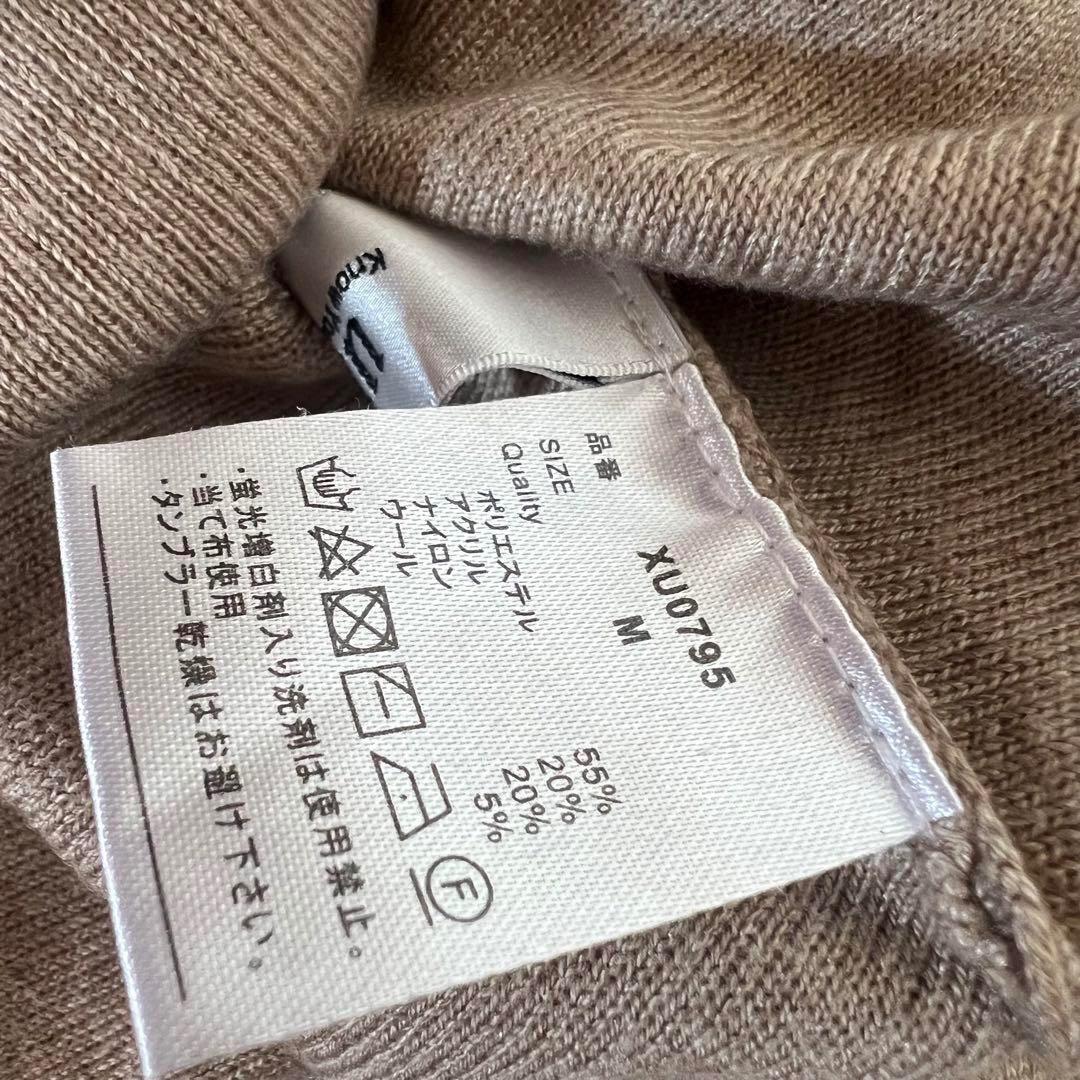 品番 XU0795
SIZE M
Quality
ポリエステル 55%
アクリル 20%
ナイロン 20%
ウール 5%
F
・蛍光増白剤入り洗剤は使用禁止。
・当て布使用
・タンブラー乾燥はお避け下さい。